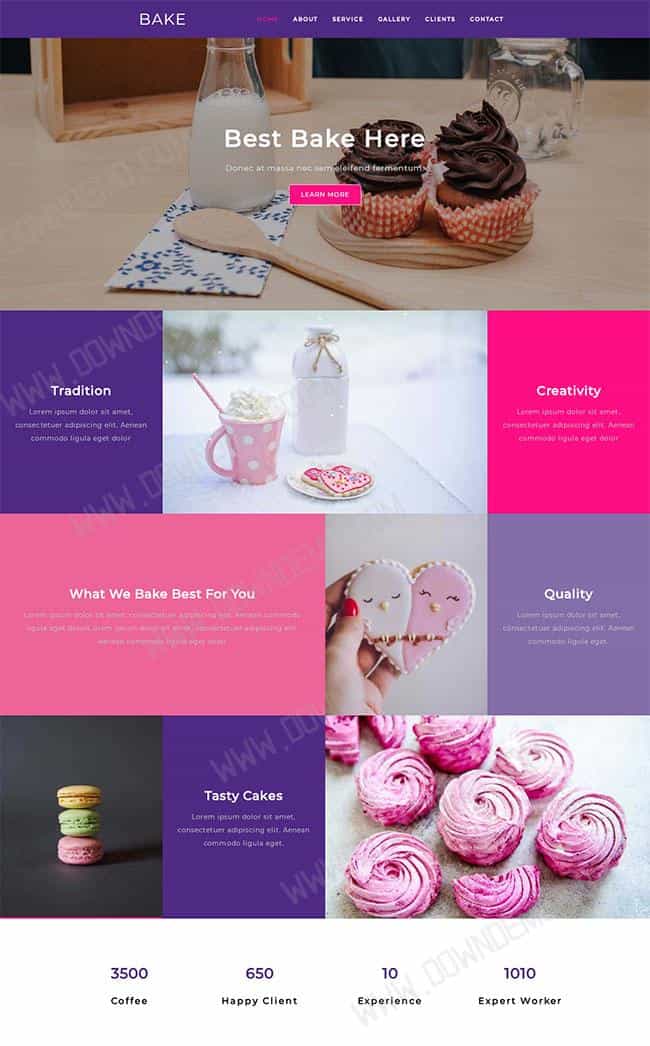 BAKE
HOME ABOUT SERVICE GALLERY CLIENTS CONTACT
Best Bake Here
Donec at massa nec sem eleifend fermentum.
LEARN MORE
Tradition
Lorem ipsum dolor sit amet,
consectetuer adipiscing elit. Aenean
commodo ligula eget dolor
Creativity
Lorem ipsum dolor sit amet,
consectetuer adipiscing elit. Aenean
commodo ligula eget dolor
What We Bake Best For You
Lorem ipsum dolor sit amet, consectetuer adipiscing elit. Aenean commodo
ligula eget dolorLorem ipsum dolor sit amet, consectetuer adipiscing elit.
Aenean commodo ligula eget dolor
Quality
Lorem ipsum dolor sit amet,
consectetuer adipiscing elit. Aenean
commodo ligula eget.
Tasty Cakes
Lorem ipsum dolor sit amet,
consectetuer adipiscing elit. Aenean
commodo ligula eget.
3500 650 10 1010
Coffee Happy Client Experience Expert Worker